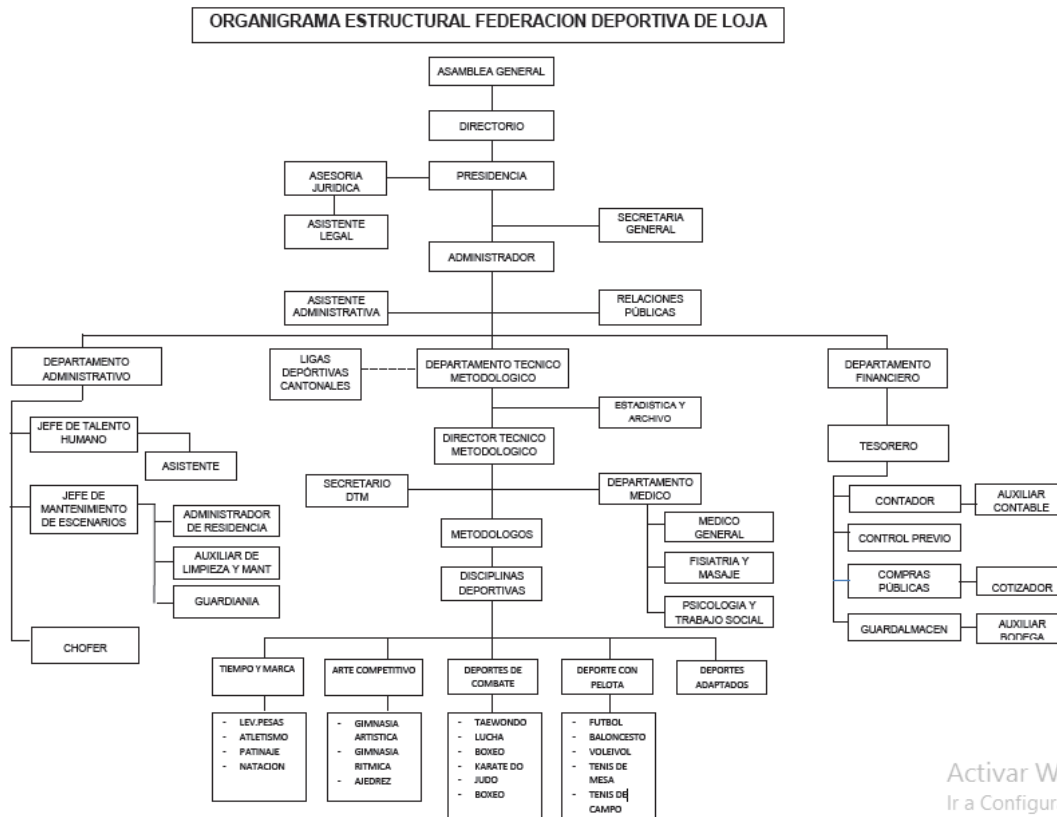 ORGANIGRAMA ESTRUCTURAL FEDERACION DEPORTIVA DE LOJA
ASAMBLEA GENERAL
DIRECTORIO
PRESIDENCIA
ASESORIA
JURIDICA
ASISTENTE
LEGAL
SECRETARIA
GENERAL
ADMINISTRADOR
ASISTENTE
ADMINISTRATIVA
RELACIONES
PÚBLICAS
DEPARTAMENTO
ADMINISTRATIVO
LIGAS
DEPÓRTIVAS
CANTONALES
DEPARTAMENTO TECNICO
METODOLOGICO
DEPARTAMENTO
FINANCIERO
JEFE DE TALENTO
HUMANO
ASISTENTE
JEFE DE
MANTENIMIENTO
DE ESCENARIOS
ADMINISTRADOR
DE RESIDENCIA
AUXILIAR DE
LIMPIEZA Y MANT
GUARDIANIA
CHOFER
ESTADISTICA Y
ARCHIVO
DIRECTOR TECNICO
METODOLOGICO
SECRETARIO
DTM
DEPARTAMENTO
MEDICO
MEDICO
GENERAL
FISIATRIA Y
MASAJE
PSICOLOGIA Y
TRABAJO SOCIAL
METODOLOGOS
DISCIPLINAS
DEPORTIVAS
TESORERO
CONTADOR
AUXILIAR
CONTABLE
CONTROL PREVIO
COMPRAS
PÚBLICAS
COTIZADOR
GUARDALMACEN
AUXILIAR
BODEGA
TIEMPO Y MARCA
- LEV.PESAS
- ATLETISMO
- PATINAJE
- NATACION
ARTE COMPETITIVO
- GIMNASIA
ARTISTICA
- GIMNASIA
RITMICA
- AJEDREZ
DEPORTES DE
COMBATE
- TAEWONDO
- LUCHA
- BOXEO
- KARATE DO
- JUDO
- BOXEO
DEPORTE CON
PELOTA
- FUTBOL
- BALONCESTO
- VOLEIVOL
- TENIS DE
MESA
- TENIS DE
CAMPO
DEPORTES
ADAPTADOS
Activar W
Ir a Configur